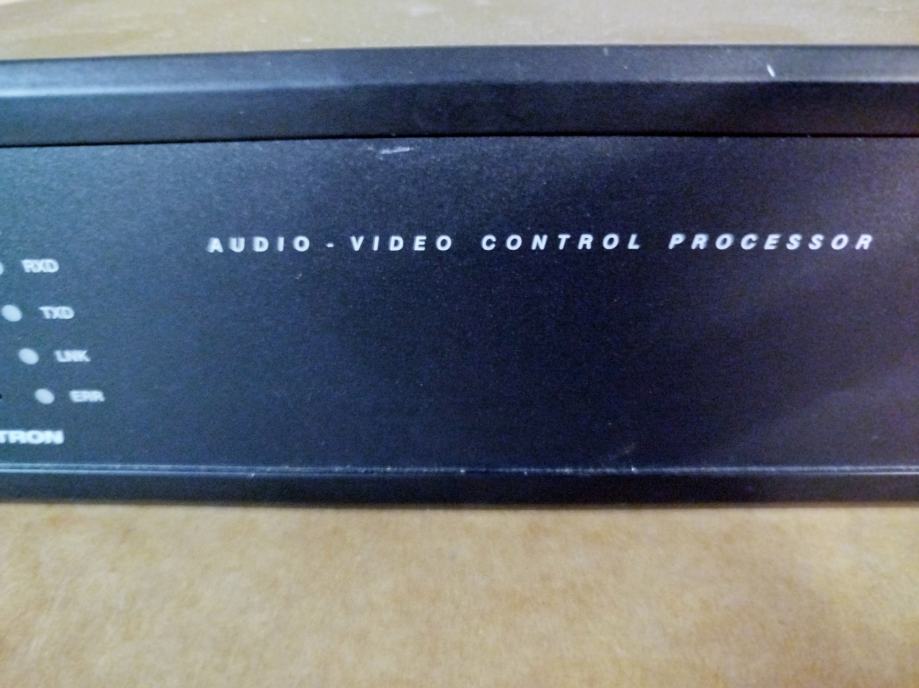 AUDIO - VIDEO CONTROL PROCESSOR
RXD
TXD
LNK
ERR
TRON